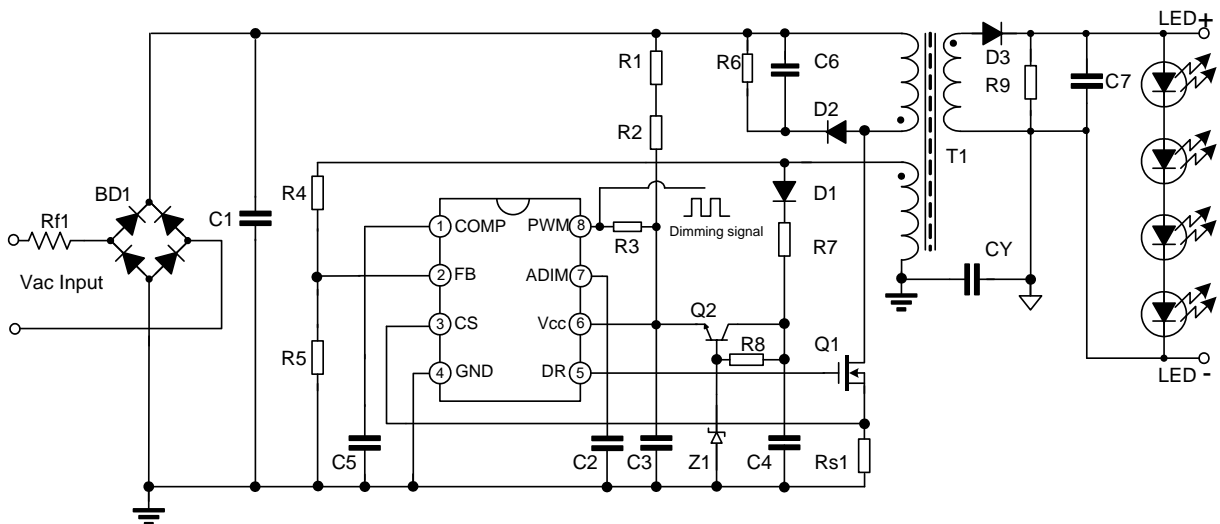 LED+
R1
R6
C6
D3
R9
C7
R2
D2
T1
BD1
R4
D1
Rf1
C1
1
COMP
PWM
8
R3
Dimming signal
R7
CY
Vac Input
2
FB
ADIM
7
3
CS
Vcc
6
Q2
R5
4
GND
DR
5
R8
Q1
LED-
C5
C2
C3
Z1
C4
Rs1